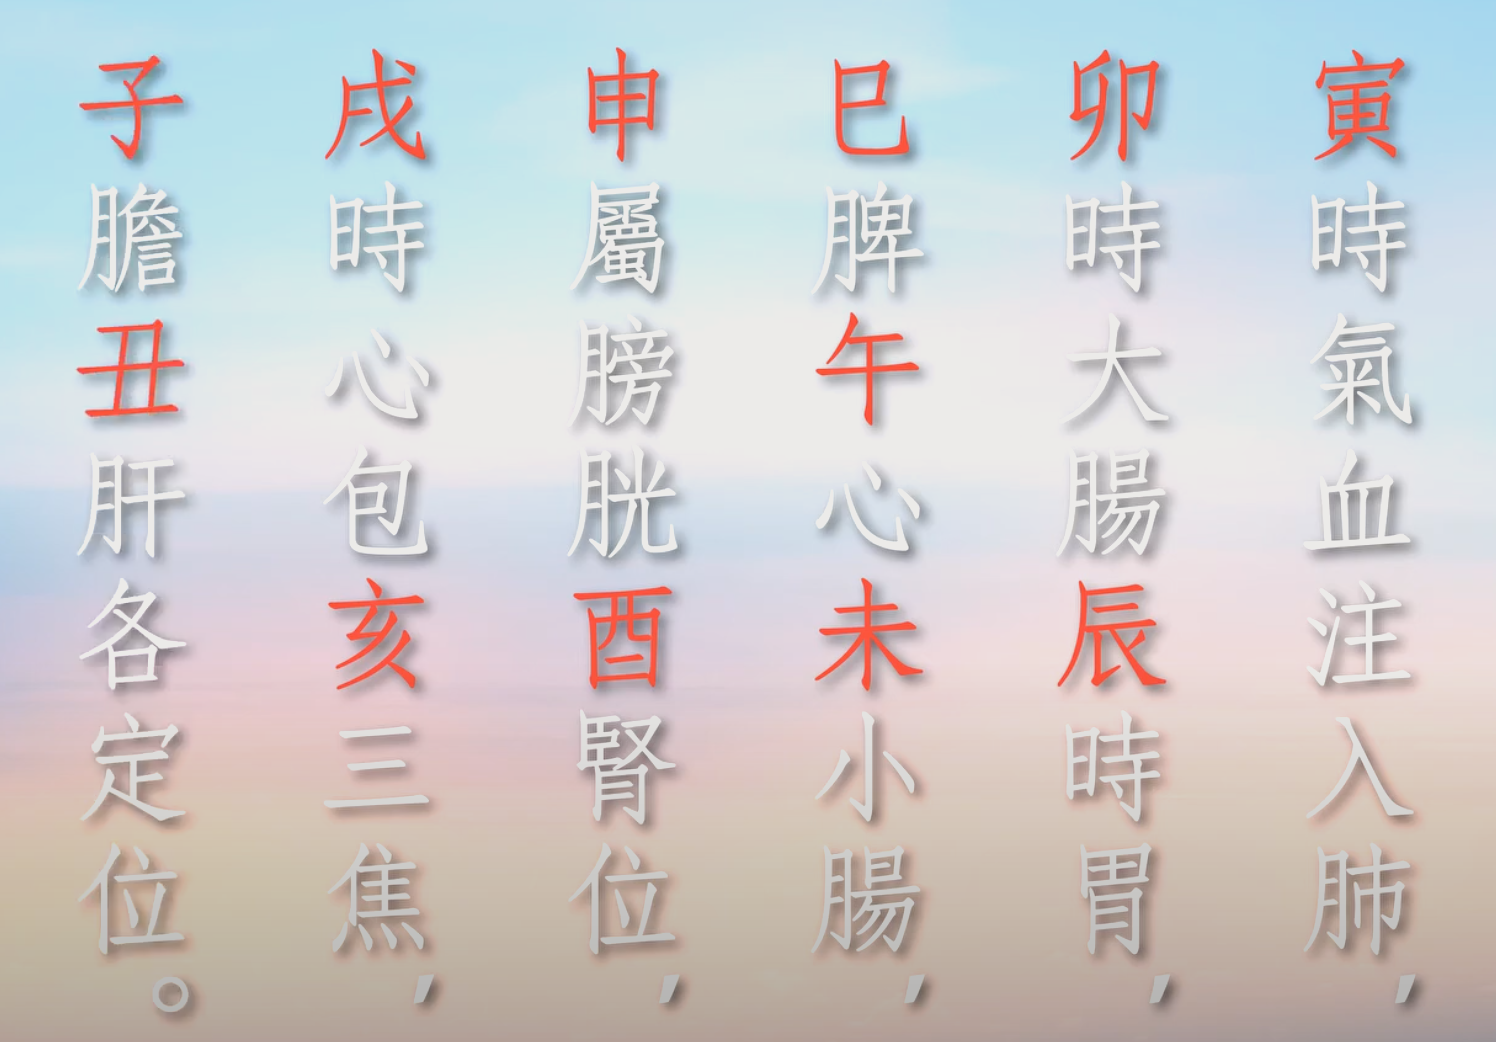 寅時氣血注入肺，
卯時大腸辰時胃，
巳脾午心未小腸，
申屬膀胱酉腎位，
戌時心包亥三焦，
子膽丑肝各定位。